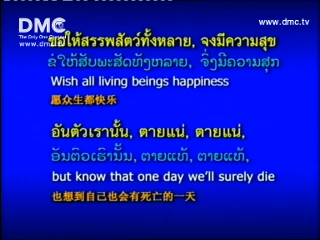 DMC
www.dmc.tv
The Only One
www.dm
ขอให้สรรพสัตว์ทั้งหลาย, จงมีความสุข
ຂໍໃຫ້ສັບພະສັດທັງຫລາຍ, ຈົ່ງມີຄວາມສຸກ
Wish all living beings happiness
愿众生都快乐
อันตัวเรานั้น, ตายแน่, ตายแน่,
ອັນຕົວເຮົານັ້ນ, ຕາຍແທ້, ຕາຍແທ້,
but know that one day we'll surely die
也想到自己也会有死亡的一天